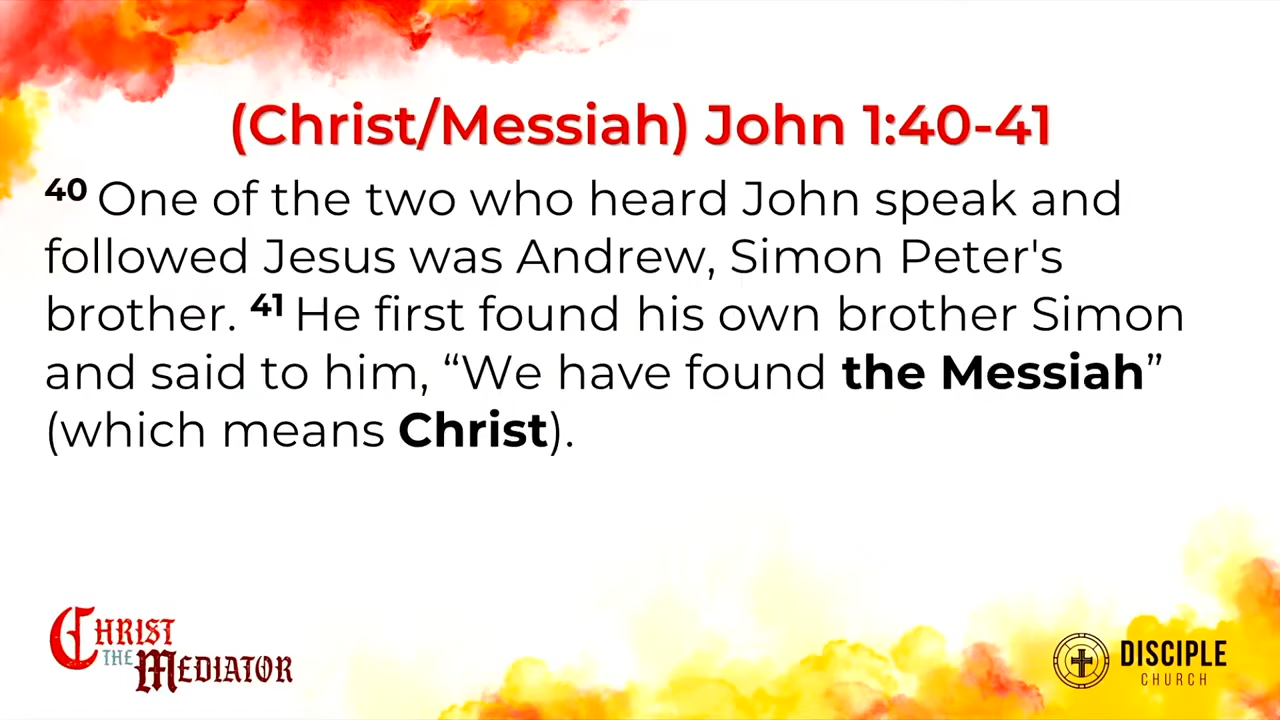 (Christ/Messiah) John 1:40-41
40 One of the two who heard John speak and
followed Jesus was Andrew, Simon Peter's
brother. 41 He first found his own brother Simon
and said to him, “We have found the Messiah”
(which means Christ).
CHRIST
THE MEDIATOR
DISCIPLE
CHURCH